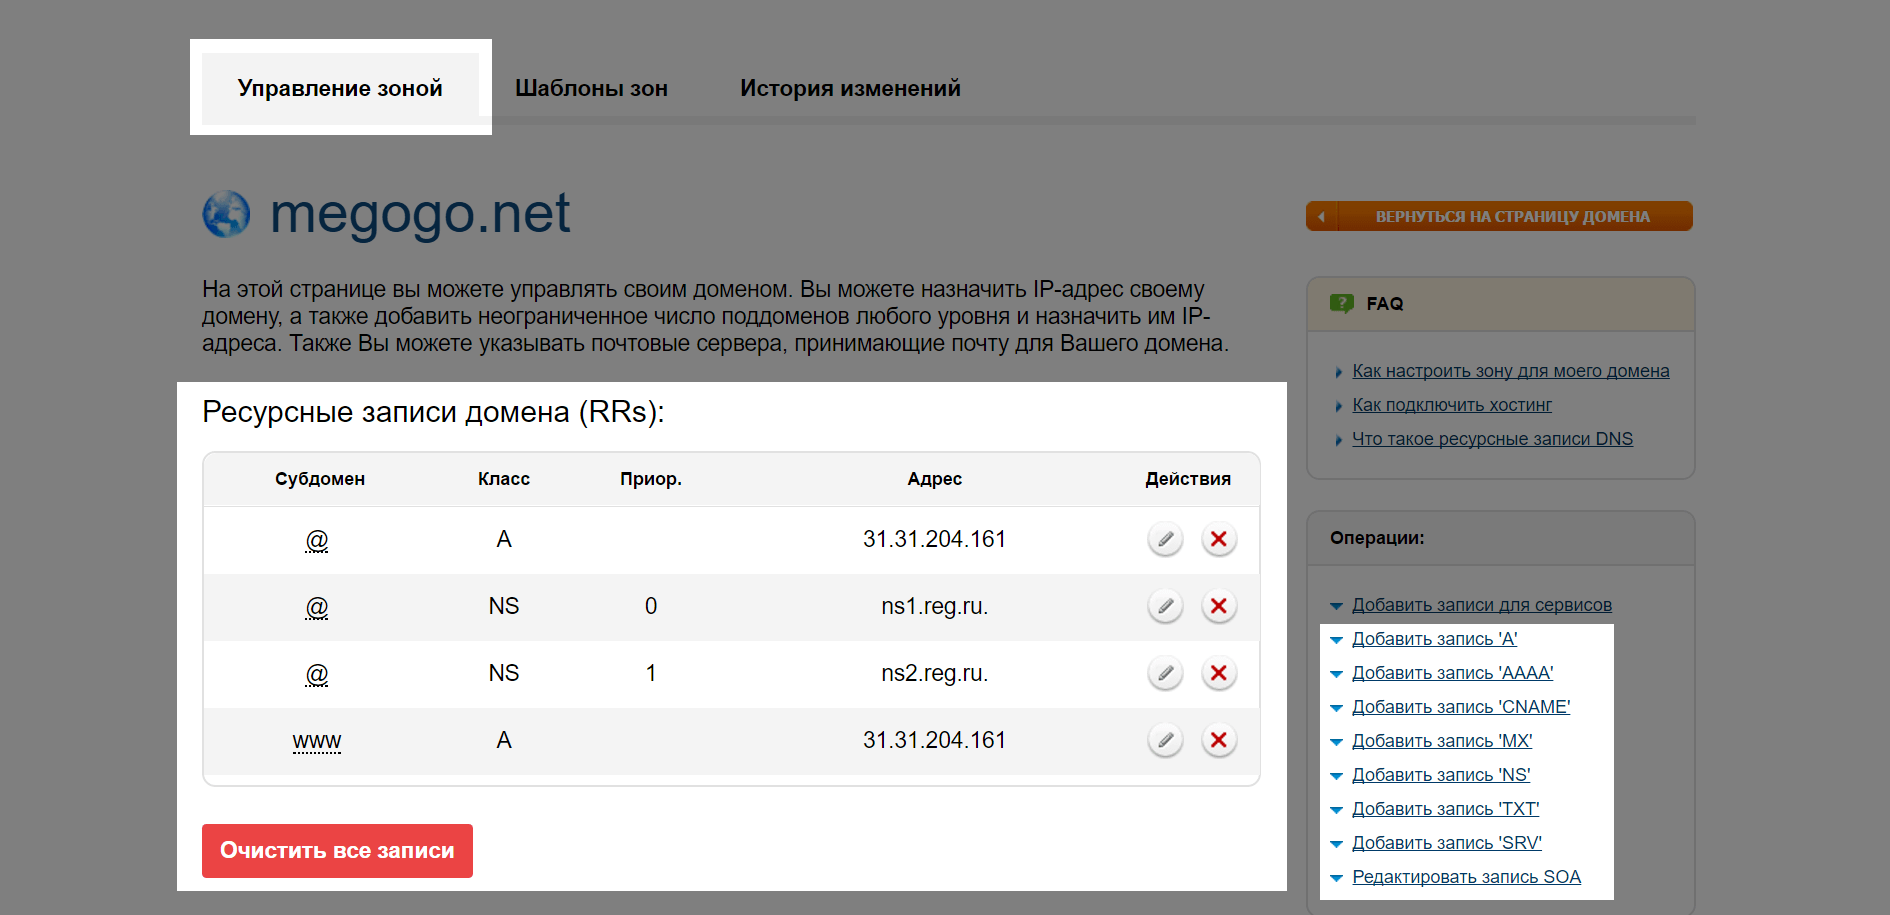 Управление зоной Шаблоны зон История изменений
megogo.net
ВЕРНУТЬСЯ НА СТРАНИЦУ ДОМЕНА
На этой странице вы можете управлять своим доменом. Вы можете назначить IP-адрес своему
домену, а также добавить неограниченное число поддоменов любого уровня и назначить им IP-
адреса. Также Вы можете указывать почтовые сервера, принимающие почту для Вашего домена.
Ресурсные записи домена (RRs):
Субдомен Класс Приор. Адрес Действия
@ A 31.31.204.161
@ NS 0 ns1.reg.ru.
@ NS 1 ns2.reg.ru.
www A 31.31.204.161
Очистить все записи
FAQ
Как настроить зону для моего домена
Как подключить хостинг
Что такое ресурсные записи DNS
Операции:
Добавить записи для сервисов
Добавить запись 'A'
Добавить запись 'AAAA'
Добавить запись 'CNAME'
Добавить запись 'MX'
Добавить запись 'NS'
Добавить запись 'TXT'
Добавить запись 'SRV'
Редактировать запись SOA